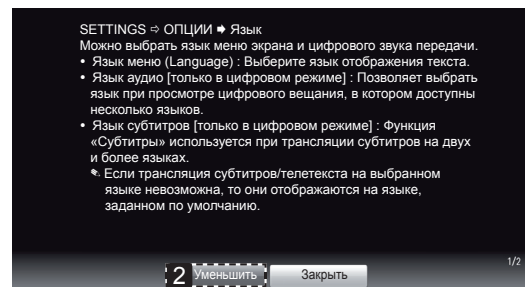 SETTINGS ⇨ ОПЦИИ ➧ Язык
Можно выбрать язык меню экрана и цифрового звука передачи.
• Язык меню (Language) : Выберите язык отображения текста.
• Язык аудио [только в цифровом режиме] : Позволяет выбрать
язык при просмотре цифрового вещания, в котором доступны
несколько языков.
• Язык субтитров [только в цифровом режиме] : Функция
«Субтитры» используется при трансляции субтитров на двух
и более языках.
✎ Если трансляция субтитров/телетекста на выбранном
языке невозможна, то они отображаются на языке,
заданном по умолчанию.
1/2
2 Уменьшить Закрыть